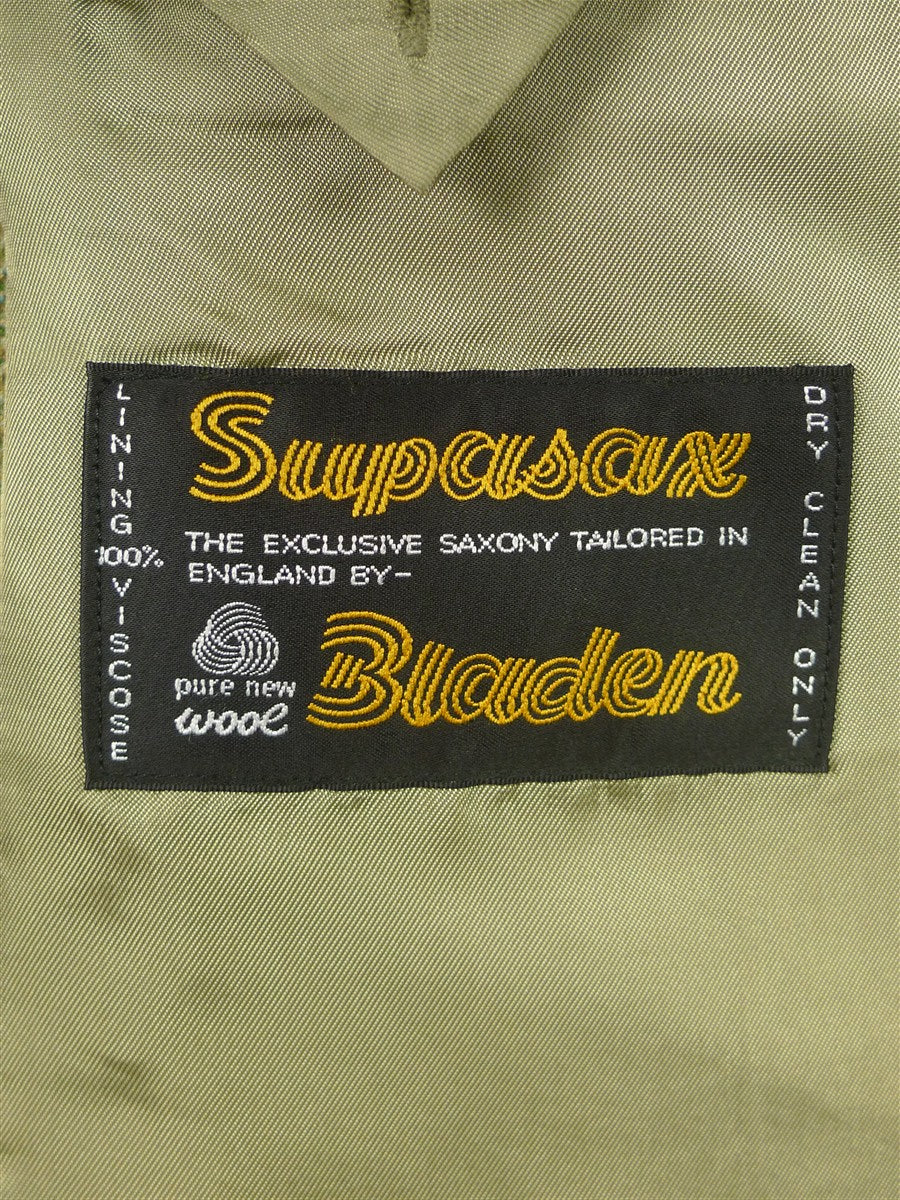 LINING 100% VISCOSE
Supasax
THE EXCLUSIVE SAXONY TAILORED IN
ENGLAND BY-
pure new
wool
Bladen
DRY CLEAN ONLY